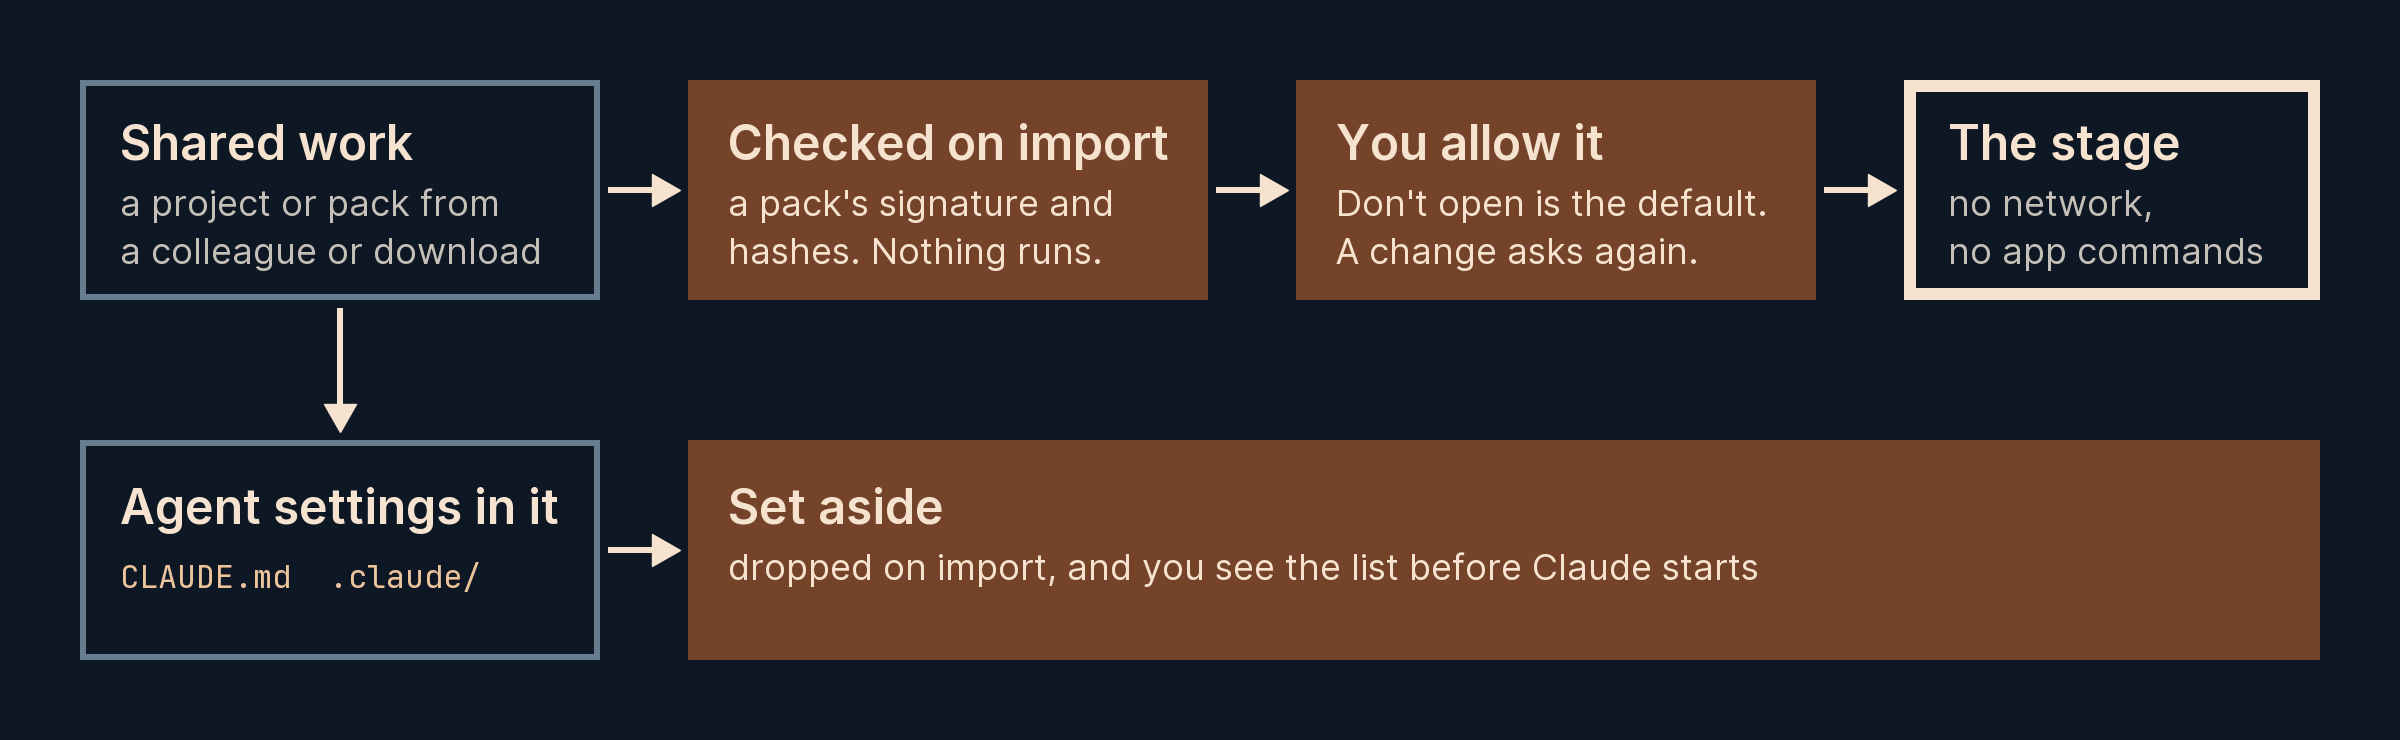 Shared work
a project or pack from
a colleague or download
Checked on import
a pack's signature and
hashes. Nothing runs.
You allow it
Don't open is the default.
A change asks again.
The stage
no network,
no app commands
Agent settings in it
CLAUDE.md  .claude/
Set aside
dropped on import, and you see the list before Claude starts